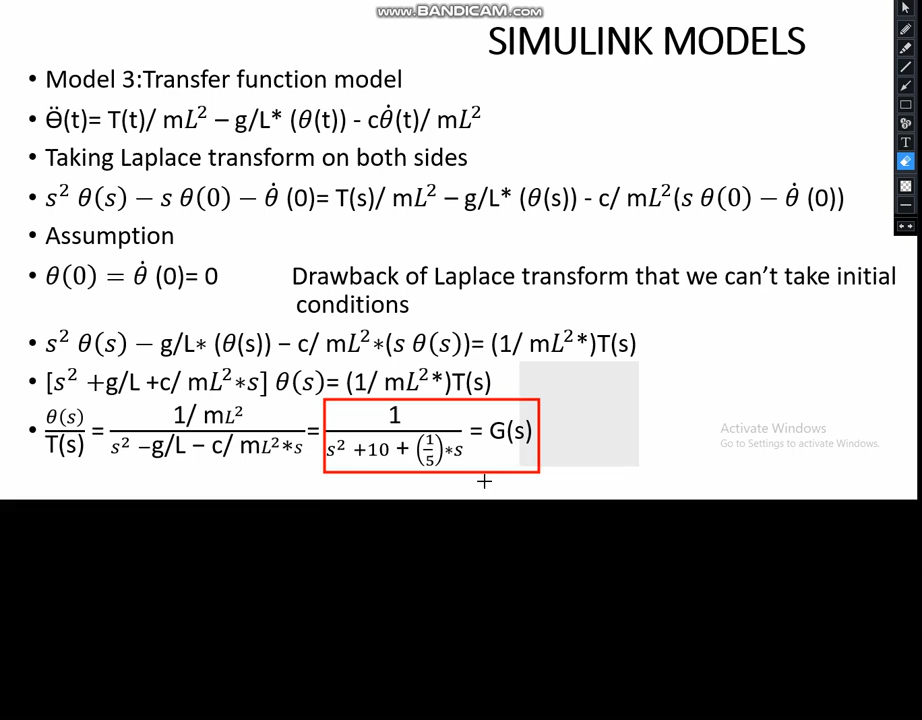 www.BANDICAM.com
SIMULINK MODELS
• Model 3:Transfer function model
• Ӫ(t)= T(t)/ mL² – g/L* (θ(t)) - cθ̇(t)/ mL²
• Taking Laplace transform on both sides
• s² θ(s) − s θ(0) − θ̇ (0)= T(s)/ mL² – g/L* (θ(s)) - c/ mL²(s θ(0) − θ̇ (0))
• Assumption
• θ(0) = θ̇ (0)= 0 Drawback of Laplace transform that we can’t take initial
conditions
• s² θ(s) − g/L∗ (θ(s)) − c/ mL²∗(s θ(s))= (1/ mL²*)T(s)
• [s² +g/L +c/ mL²∗s] θ(s)= (1/ mL²*)T(s)
• θ(s)/T(s) = 1/ mL² / s² −g/L − c/ mL²∗s = 1 / s² +10 + (1/5)∗s = G(s)
Activate Windows
Go to Settings to activate Windows.
T